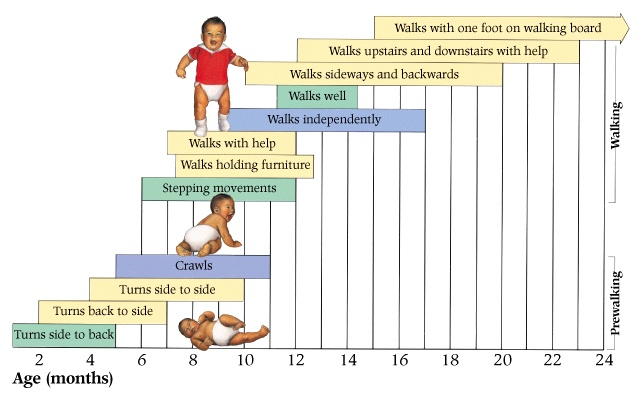 Walks with one foot on walking board
Walks upstairs and downstairs with help
Walks sideways and backwards
Walks well
Walks independently
Walks with help
Walks holding furniture
Stepping movements
Crawls
Turns side to side
Turns back to side
Turns side to back
Walking
Prewalking
2 4 6 8 10 12 14 16 18 20 22 24
Age (months)